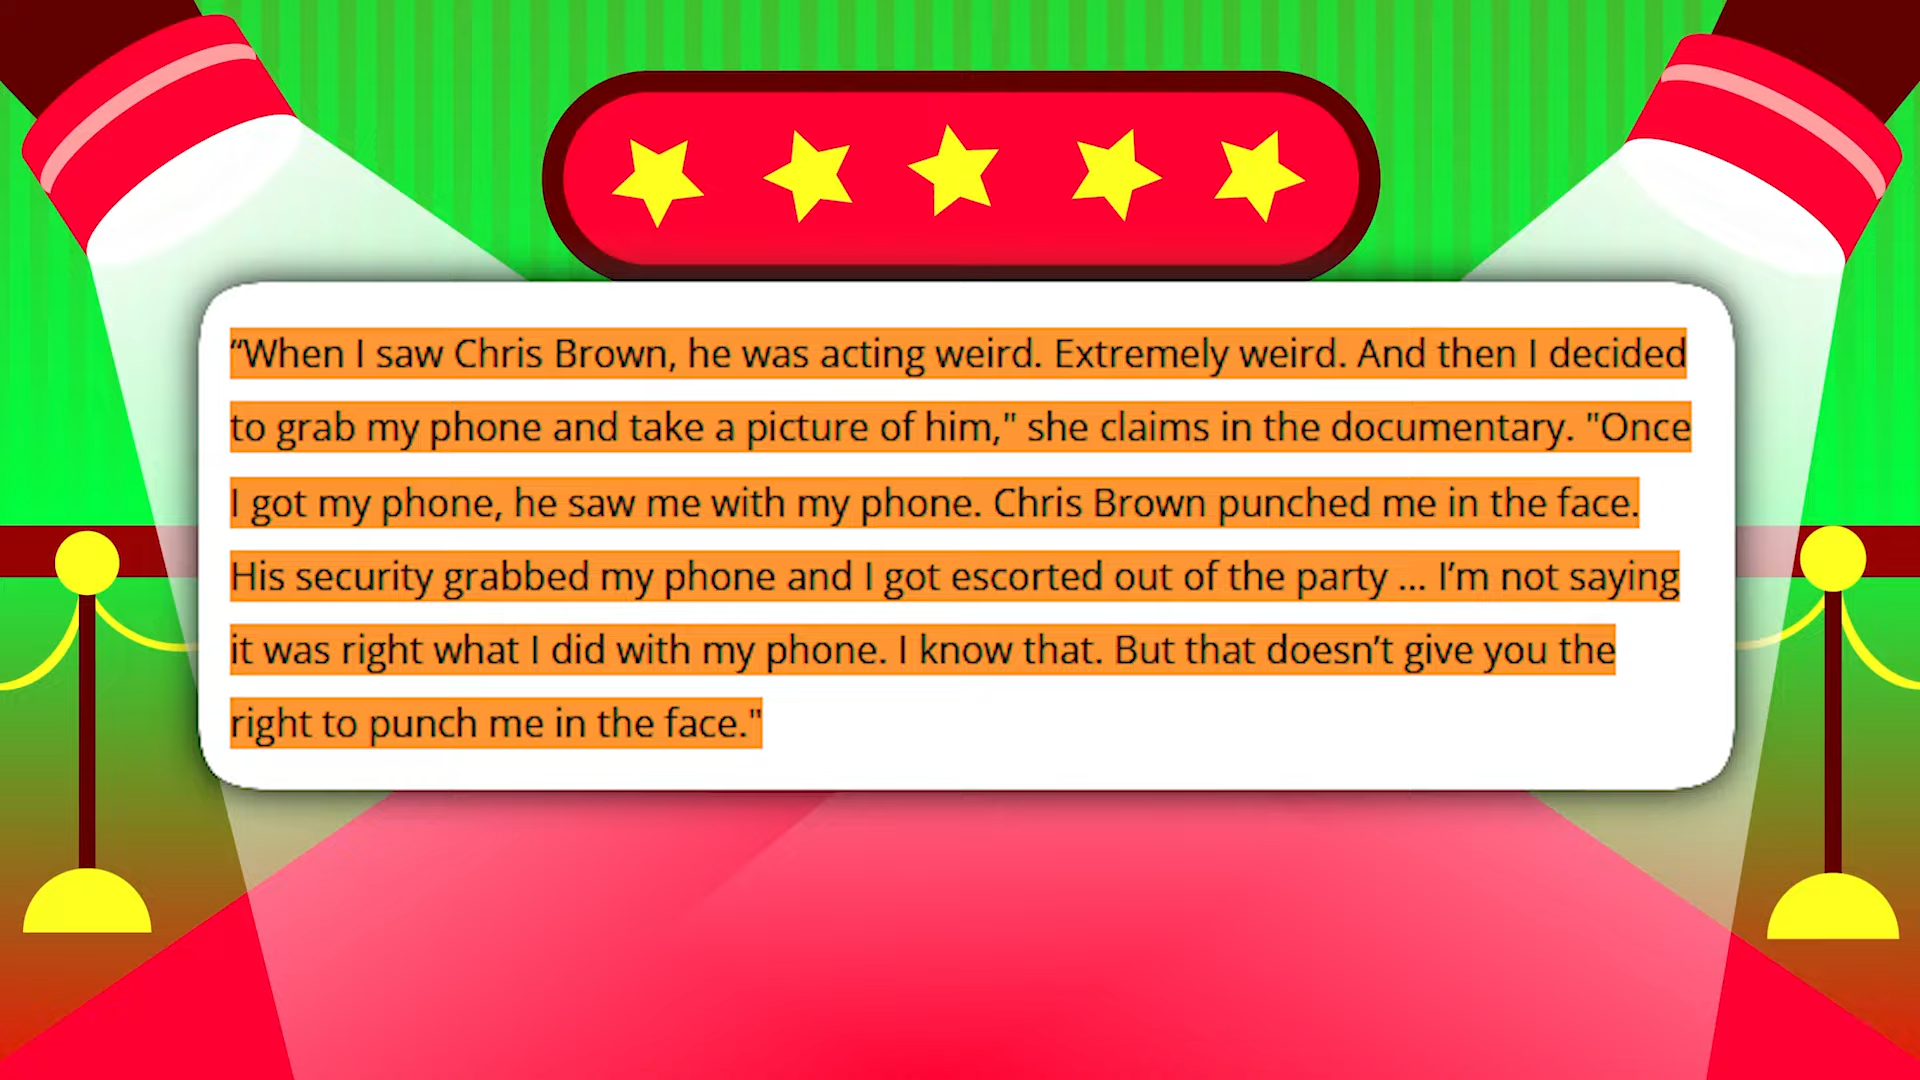 “When I saw Chris Brown, he was acting weird. Extremely weird. And then I decided
to grab my phone and take a picture of him," she claims in the documentary. "Once
I got my phone, he saw me with my phone. Chris Brown punched me in the face.
His security grabbed my phone and I got escorted out of the party ... I’m not saying
it was right what I did with my phone. I know that. But that doesn’t give you the
right to punch me in the face."